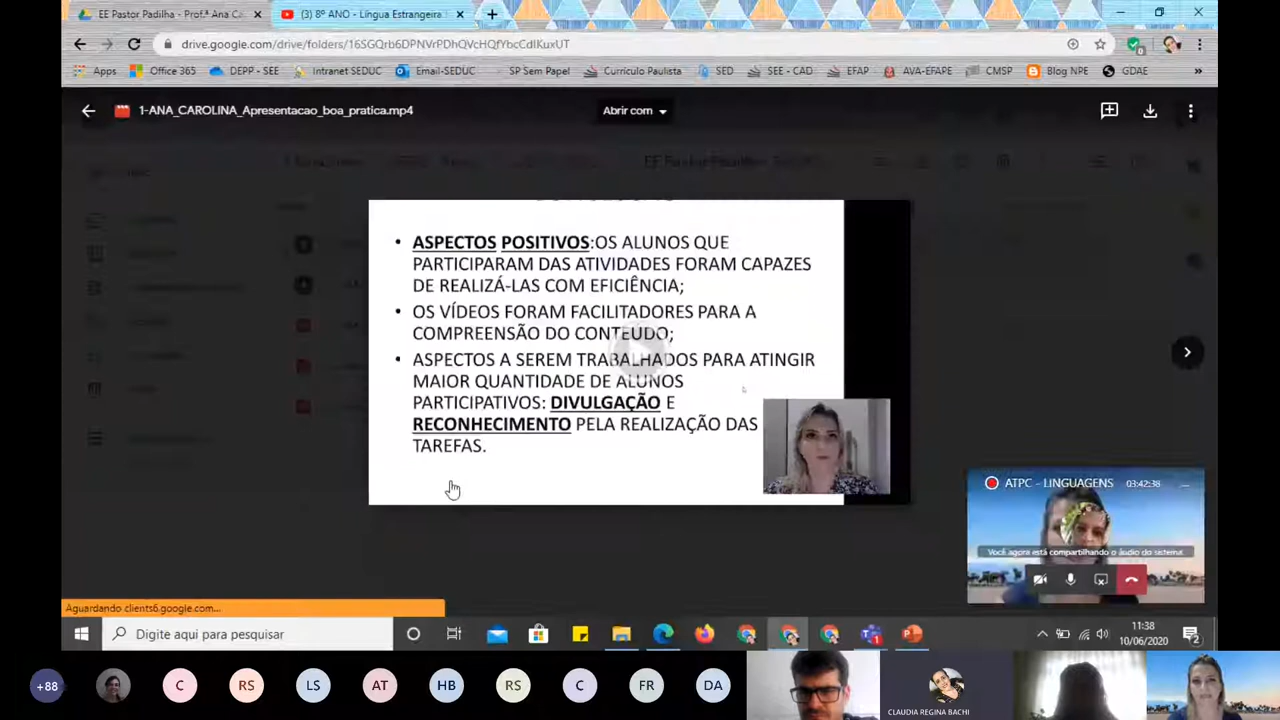 EE Pastor Padilha - Prof.ª Ana C
(3) 8º ANO - Língua Estrangeira
drive.google.com/drive/folders/16SGQrb6DPNVrPDhQVcHQfYbcCdIKuxUT
Apps Office 365 DEPP - SEE Intranet-SEDUC Email-SEDUC SP Sem Papel Currículo Paulista SED SEE - CAD EFAP AVA-EFAPE CMSP Blog NPE GDAE »
1-ANA_CAROLINA_Apresentacao_boa_pratica.mp4
Abrir com
• ASPECTOS POSITIVOS:OS ALUNOS QUE
PARTICIPARAM DAS ATIVIDADES FORAM CAPAZES
DE REALIZÁ-LAS COM EFICIÊNCIA;
• OS VÍDEOS FORAM FACILITADORES PARA A
COMPREENSÃO DO CONTEÚDO;
• ASPECTOS A SEREM TRABALHADOS PARA ATINGIR
MAIOR QUANTIDADE DE ALUNOS
PARTICIPATIVOS: DIVULGAÇÃO E
RECONHECIMENTO PELA REALIZAÇÃO DAS
TAREFAS.
ATPC - LINGUAGENS 03:42:38
Você agora está compartilhando o áudio do sistema
Aguardando clients6.google.com...
Digite aqui para pesquisar
11:38
10/06/2020
2
+88 C RS LS AT HB RS C FR DA
CLAUDIA REGINA BACHI